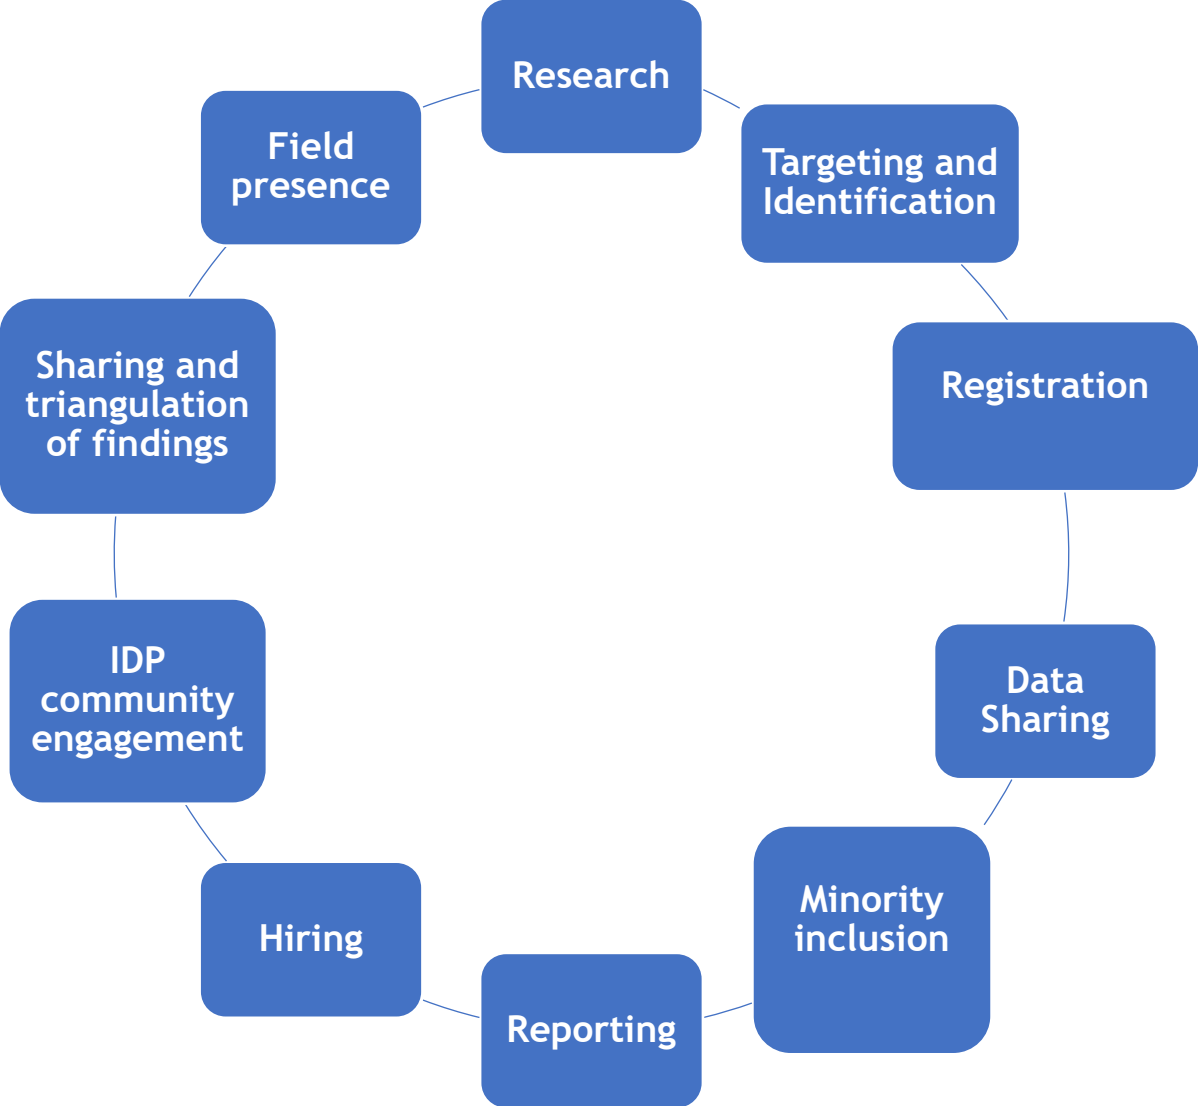 Research
Targeting and
Identification
Registration
Data
Sharing
Minority
inclusion
Reporting
Hiring
IDP
community
engagement
Sharing and
triangulation
of findings
Field
presence